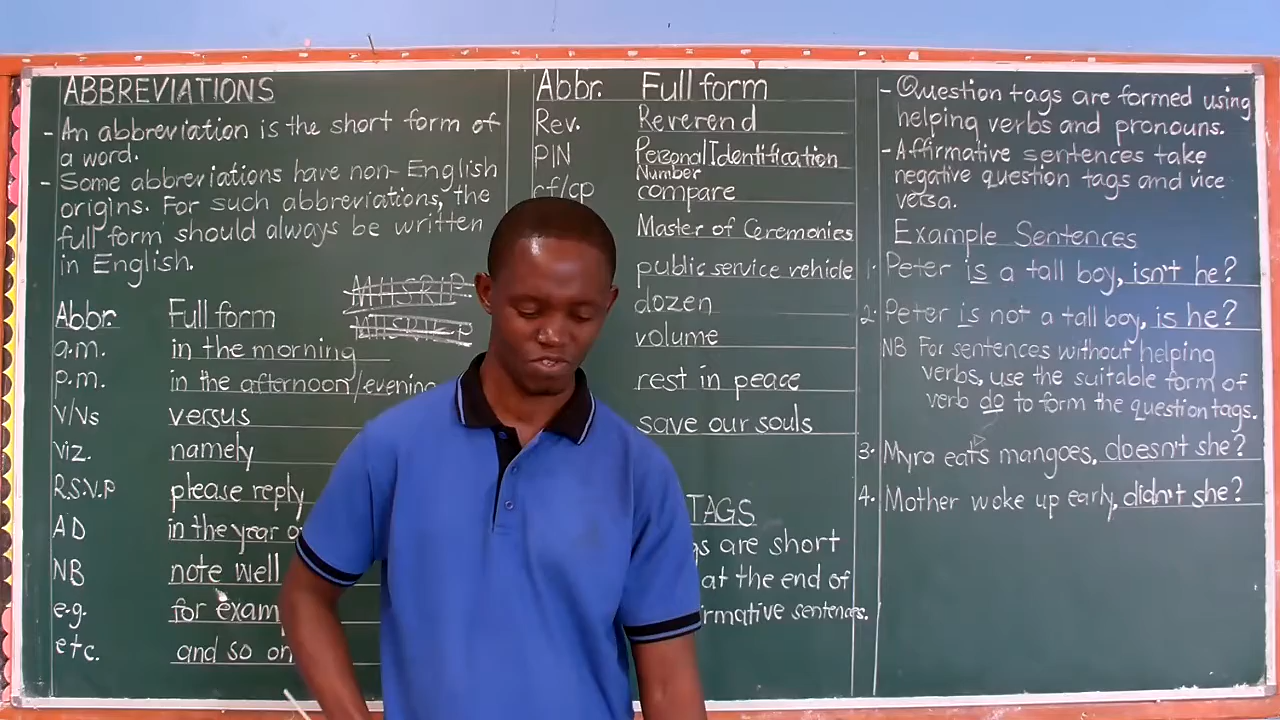 ABBREVIATIONS
- An abbreviation is the short form of
a word.
- Some abbreviations have non-English
origins. For such abbreviations, the
full form should always be written
in English.
Abbr. Full form
a.m. in the morning
p.m. in the afternoon/evening
v/vs versus
viz. namely
R.S.V.P please reply
AD in the year
NB note well
e.g. for exam
etc. and so on
Abbr. Full form
Rev. Reverend
PIN Personal Identification
Number
cf/cp compare
Master of Ceremonies
public service vehicle
dozen
volume
rest in peace
save our souls
TAGS
gs are short
at the end of
rmative sentences.
- Question tags are formed using
helping verbs and pronouns.
- Affirmative sentences take
negative question tags and vice
versa.
Example Sentences
1. Peter is a tall boy, isn't he?
2. Peter is not a tall boy, is he?
NB For sentences without helping
verbs, use the suitable form of
verb do to form the question tags.
3. Myra eats mangoes, doesn't she?
4. Mother woke up early, didn't she?